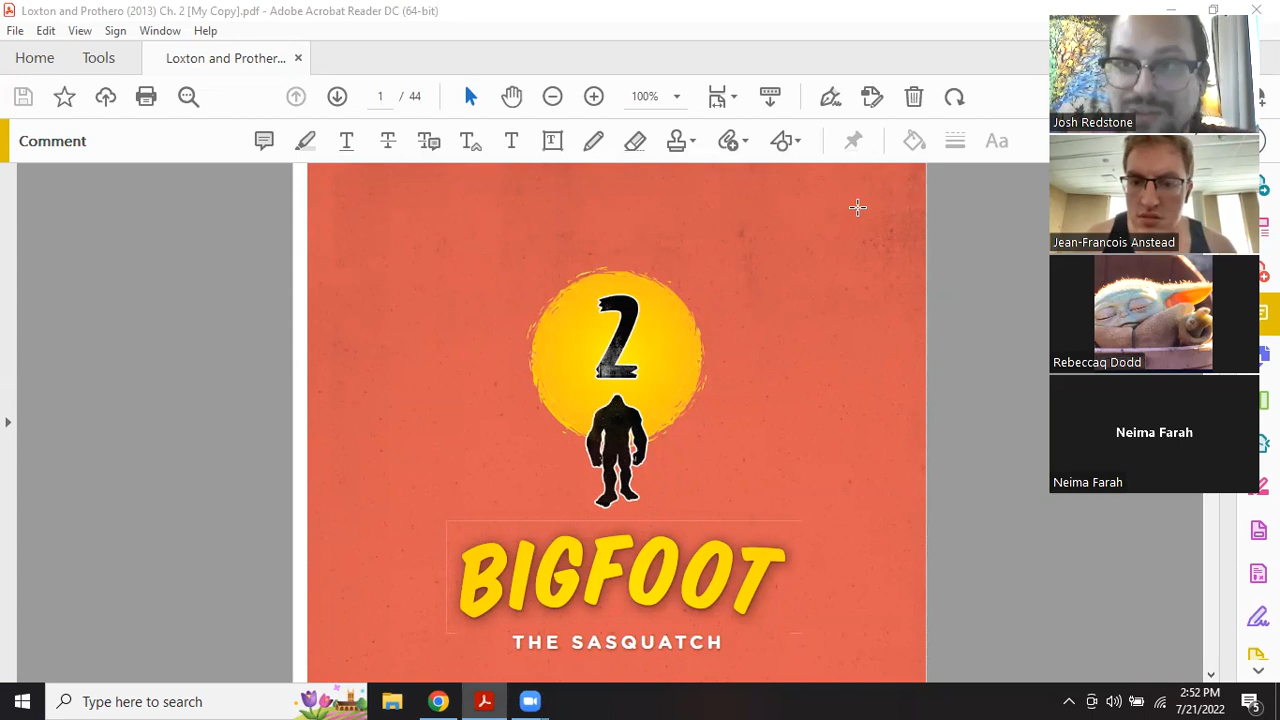 Loxton and Prothero (2013) Ch. 2 [My Copy].pdf - Adobe Acrobat Reader DC (64-bit)
File Edit View Sign Window Help
Home Tools Loxton and Prother... ×
1 / 44 100%
Comment
T T T T T T Aa
Josh Redstone
Jean-Francois Anstead
Rebeccaq Dodd
Neima Farah
Neima Farah
2
BIGFOOT
THE SASQUATCH
Type here to search
2:52 PM
7/21/2022
5